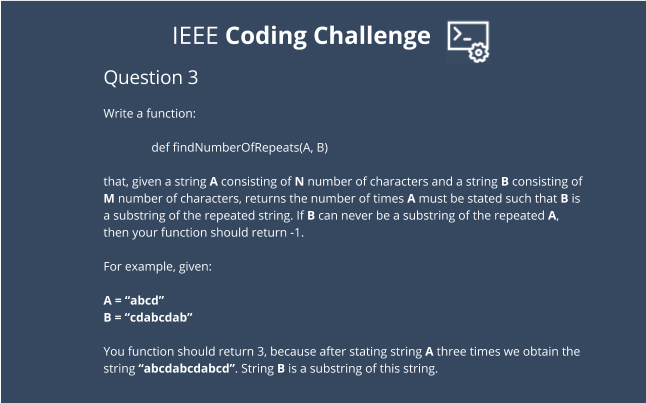 IEEE Coding Challenge
Question 3
Write a function:
def findNumberOfRepeats(A, B)
that, given a string A consisting of N number of characters and a string B consisting of
M number of characters, returns the number of times A must be stated such that B is
a substring of the repeated string. If B can never be a substring of the repeated A,
then your function should return -1.
For example, given:
A = “abcd”
B = “cdabcdab”
You function should return 3, because after stating string A three times we obtain the
string “abcdabcdabcd”. String B is a substring of this string.